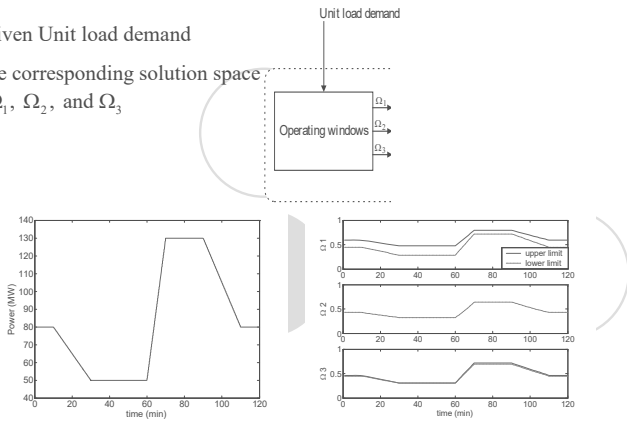 iven Unit load demand
e corresponding solution space
Ω₁, Ω₂, and Ω₃
Unit load demand
Operating windows
Ω₁
Ω₂
Ω₃
Power (MW)
140
130
120
110
100
90
80
70
60
50
40
0 20 40 60 80 100 120
time (min)
Ω 1
1
0.5
0
upper limit
lower limit
0 20 40 60 80 100 120
Ω 2
1
0.5
0
0 20 40 60 80 100 120
Ω 3
1
0.5
0
0 20 40 60 80 100 120
time (min)